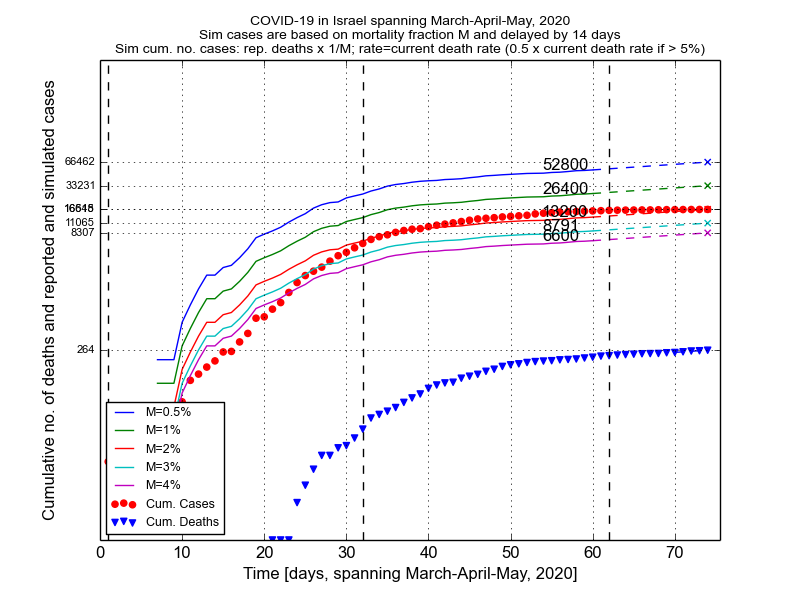 COVID-19 in Israel spanning March-April-May, 2020
Sim cases are based on mortality fraction M and delayed by 14 days
Sim cum. no. cases: rep. deaths x 1/M; rate=current death rate (0.5 x current death rate if > 5%)
Cumulative no. of deaths and reported and simulated cases
66462
33231
11065
8307
264
52800
26400
13200
8791
6600
M=0.5%
M=1%
M=2%
M=3%
M=4%
Cum. Cases
Cum. Deaths
0 10 20 30 40 50 60 70
Time [days, spanning March-April-May, 2020]